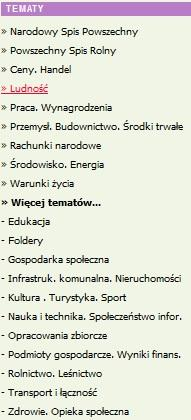 TEMATY
» Narodowy Spis Powszechny
» Powszechny Spis Rolny
» Ceny. Handel
» Ludność
» Praca. Wynagrodzenia
» Przemysł. Budownictwo. Środki trwałe
» Rachunki narodowe
» Środowisko. Energia
» Warunki życia
» Więcej tematów...
- Edukacja
- Foldery
- Gospodarka społeczna
- Infrastruk. komunalna. Nieruchomości
- Kultura . Turystyka. Sport
- Nauka i technika. Społeczeństwo infor.
- Opracowania zbiorcze
- Podmioty gospodarcze. Wyniki finans.
- Rolnictwo. Leśnictwo
- Transport i łączność
- Zdrowie. Opieka społeczna